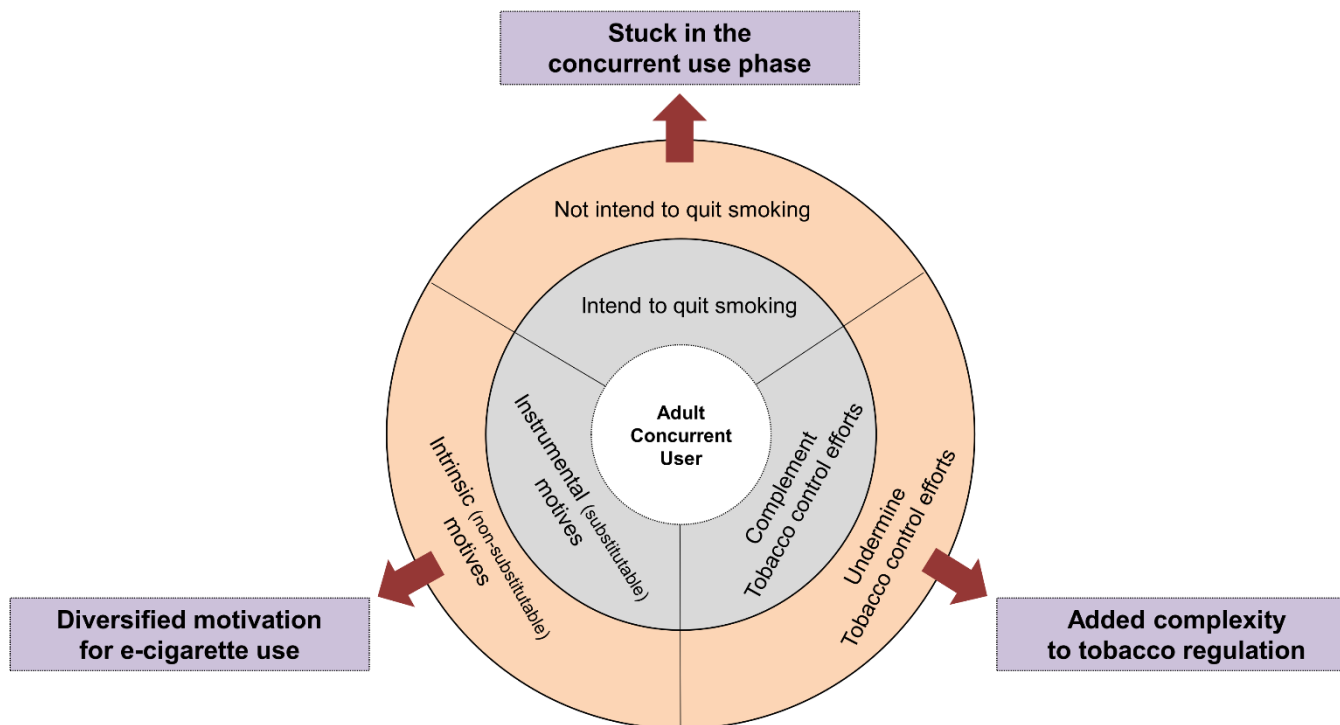 Stuck in the
concurrent use phase
Not intend to quit smoking
Intend to quit smoking
Adult
Concurrent
User
Instrumental (substitutable)
motives
Intrinsic (non-substitutable)
motives
Complement
Tobacco control efforts
Undermine
Tobacco control efforts
Diversified motivation
for e-cigarette use
Added complexity
to tobacco regulation